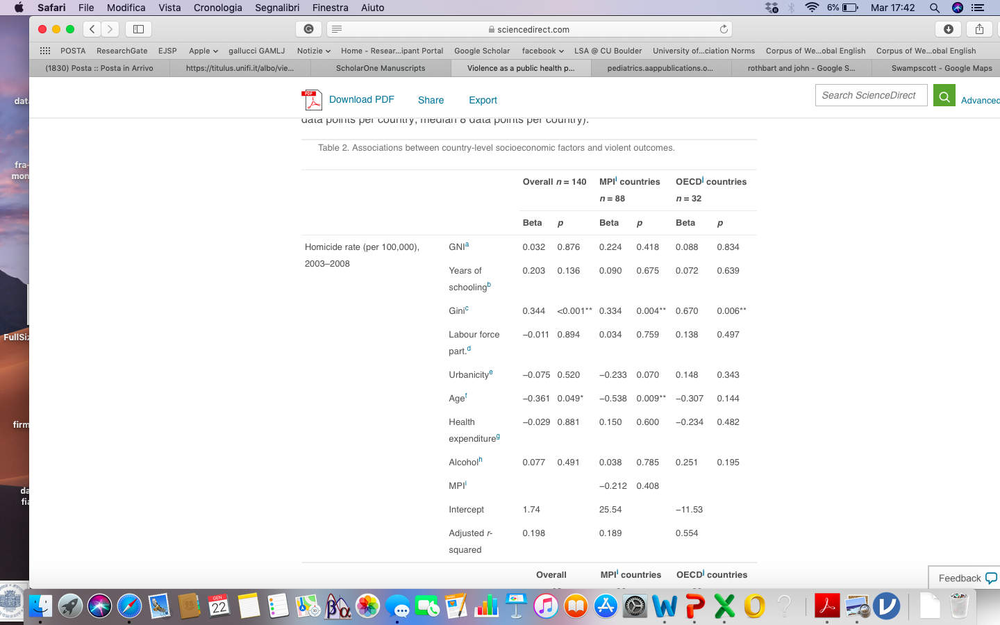 Safari File Modifica Vista Cronologia Segnalibri Finestra Aiuto 6% Mar 17:42
sciencedirect.com
POSTA ResearchGate EJSP Apple gallucci GAMLJ Notizie Home - Resear...ipant Portal Google Scholar facebook LSA @ CU Boulder University of...ciation Norms Corpus of We...obal English Corpus of We...obal English
(1830) Posta :: Posta in Arrivo https://titulus.unifi.it/albo/vie... ScholarOne Manuscripts Violence as a public health p... pediatrics.aappublications.o... rothbart and john - Google S... Swampscott - Google Maps
Download PDF Share Export Search ScienceDirect Advanced
data points per country; median 8 data points per country).
Table 2. Associations between country-level socioeconomic factors and violent outcomes.
Overall n = 140 MPIi countries OECDj countries
n = 88 n = 32
Beta p Beta p Beta p
Homicide rate (per 100,000), GNIa 0.032 0.876 0.224 0.418 0.088 0.834
2003–2008
Years of 0.203 0.136 0.090 0.675 0.072 0.639
schoolingb
Ginic 0.344 <0.001** 0.334 0.004** 0.670 0.006**
Labour force −0.011 0.894 0.034 0.759 0.138 0.497
part.d
Urbanicitye −0.075 0.520 −0.233 0.070 0.148 0.343
Agef −0.361 0.049* −0.538 0.009** −0.307 0.144
Health −0.029 0.881 0.150 0.600 −0.234 0.482
expenditureg
Alcoholh 0.077 0.491 0.038 0.785 0.251 0.195
MPIi −0.212 0.408
Intercept 1.74 25.54 −11.53
Adjusted r- 0.198 0.189 0.554
squared
Overall MPIi countries OECDj countries
Feedback
data
fra-
mon
FullSiz
firm
da
fia
GEN
22